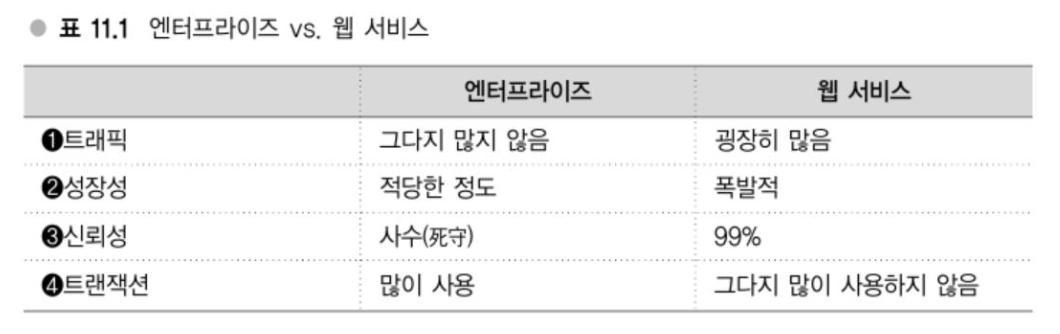 ● 표 11.1 엔터프라이즈 vs. 웹 서비스
엔터프라이즈 웹 서비스
❶트래픽 그다지 많지 않음 굉장히 많음
❷성장성 적당한 정도 폭발적
❸신뢰성 사수(死守) 99%
❹트랜잭션 많이 사용 그다지 많이 사용하지 않음